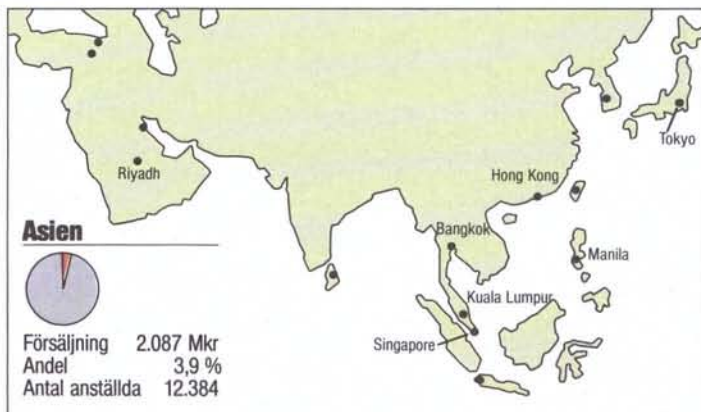 Tokyo
Riyadh
Hong Kong
Bangkok
Manila
Kuala Lumpur
Singapore
Asien
Försäljning 2.087 Mkr
Andel 3,9 %
Antal anställda 12.384